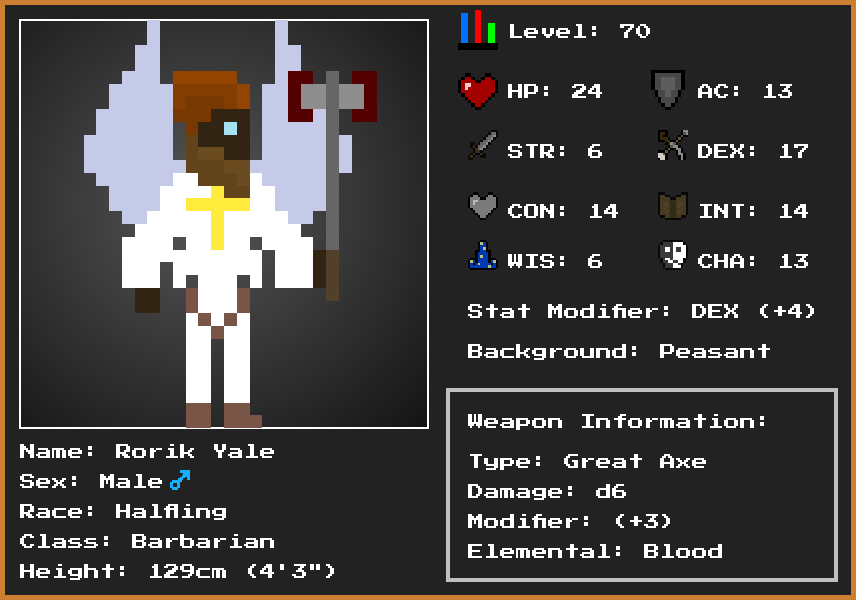 Level: 70
HP: 24 AC: 13
STR: 6 DEX: 17
CON: 14 INT: 14
WIS: 6 CHA: 13
Stat Modifier: DEX (+4)
Background: Peasant
Weapon Information:
Type: Great Axe
Damage: d6
Modifier: (+3)
Elemental: Blood
Name: Rorik Yale
Sex: Male ♂
Race: Halfling
Class: Barbarian
Height: 129cm (4'3")